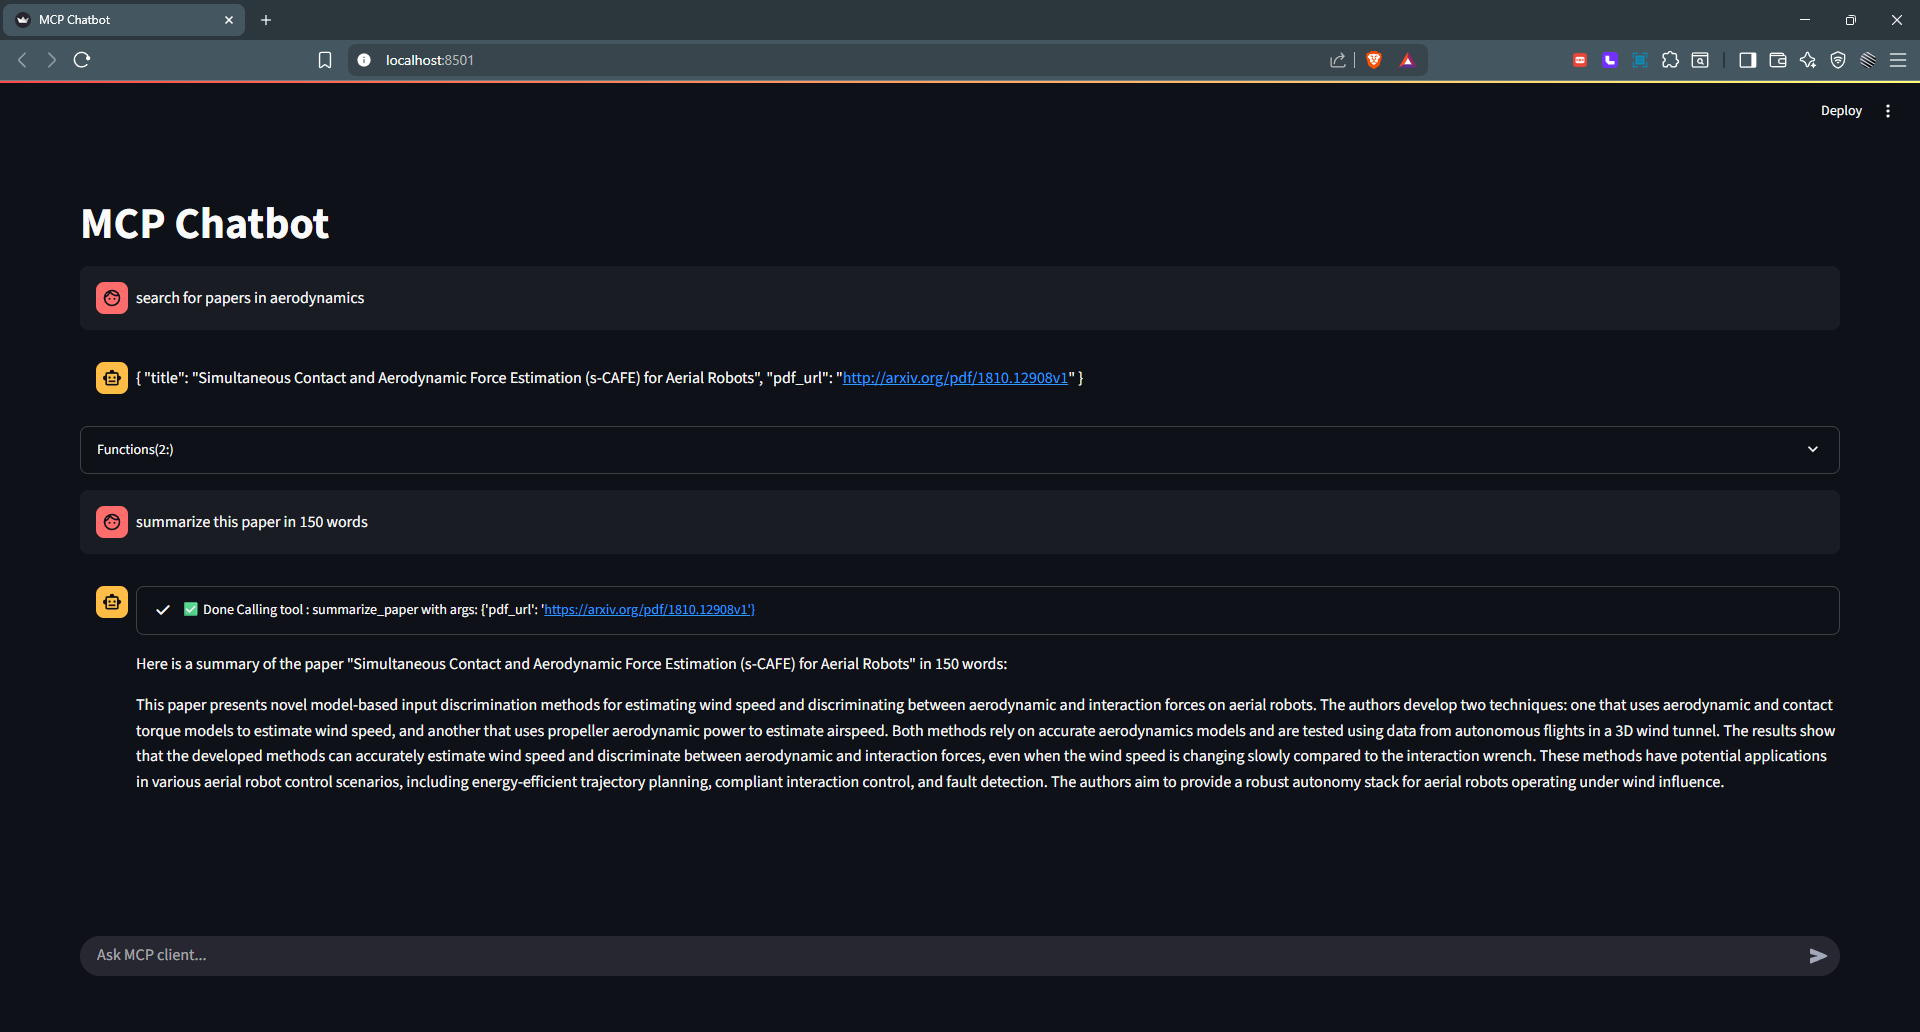 MCP Chatbot
localhost:8501
Deploy
MCP Chatbot
search for papers in aerodynamics
{ "title": "Simultaneous Contact and Aerodynamic Force Estimation (s-CAFE) for Aerial Robots", "pdf_url": "http://arxiv.org/pdf/1810.12908v1" }
Functions(2:)
summarize this paper in 150 words
Done Calling tool : summarize_paper with args: {'pdf_url': 'https://arxiv.org/pdf/1810.12908v1'}
Here is a summary of the paper "Simultaneous Contact and Aerodynamic Force Estimation (s-CAFE) for Aerial Robots" in 150 words:
This paper presents novel model-based input discrimination methods for estimating wind speed and discriminating between aerodynamic and interaction forces on aerial robots. The authors develop two techniques: one that uses aerodynamic and contact
torque models to estimate wind speed, and another that uses propeller aerodynamic power to estimate airspeed. Both methods rely on accurate aerodynamics models and are tested using data from autonomous flights in a 3D wind tunnel. The results show
that the developed methods can accurately estimate wind speed and discriminate between aerodynamic and interaction forces, even when the wind speed is changing slowly compared to the interaction wrench. These methods have potential applications
in various aerial robot control scenarios, including energy-efficient trajectory planning, compliant interaction control, and fault detection. The authors aim to provide a robust autonomy stack for aerial robots operating under wind influence.
Ask MCP client...